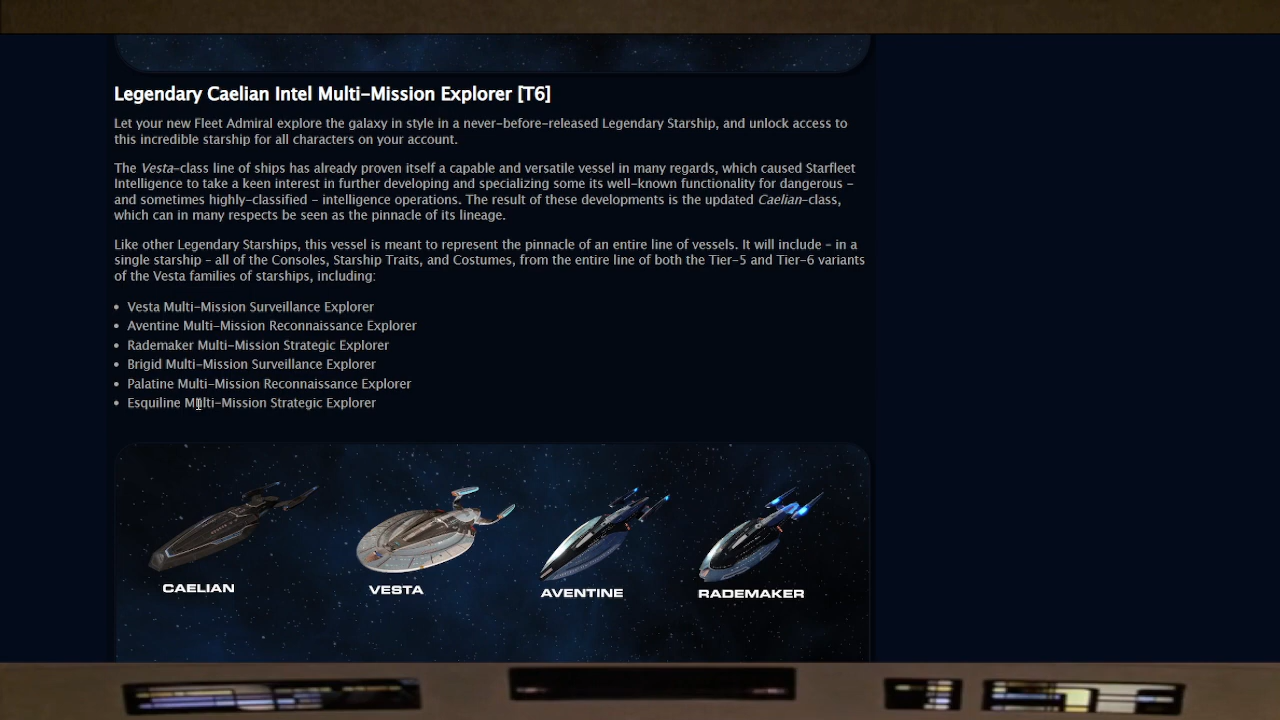 Legendary Caelian Intel Multi-Mission Explorer [T6]
Let your new Fleet Admiral explore the galaxy in style in a never-before-released Legendary Starship, and unlock access to
this incredible starship for all characters on your account.
The Vesta-class line of ships has already proven itself a capable and versatile vessel in many regards, which caused Starfleet
Intelligence to take a keen interest in further developing and specializing some its well-known functionality for dangerous –
and sometimes highly-classified – intelligence operations. The result of these developments is the updated Caelian-class,
which can in many respects be seen as the pinnacle of its lineage.
Like other Legendary Starships, this vessel is meant to represent the pinnacle of an entire line of vessels. It will include – in a
single starship – all of the Consoles, Starship Traits, and Costumes, from the entire line of both the Tier-5 and Tier-6 variants
of the Vesta families of starships, including:
• Vesta Multi-Mission Surveillance Explorer
• Aventine Multi-Mission Reconnaissance Explorer
• Rademaker Multi-Mission Strategic Explorer
• Brigid Multi-Mission Surveillance Explorer
• Palatine Multi-Mission Reconnaissance Explorer
• Esquiline Multi-Mission Strategic Explorer
CAELIAN VESTA AVENTINE RADEMAKER